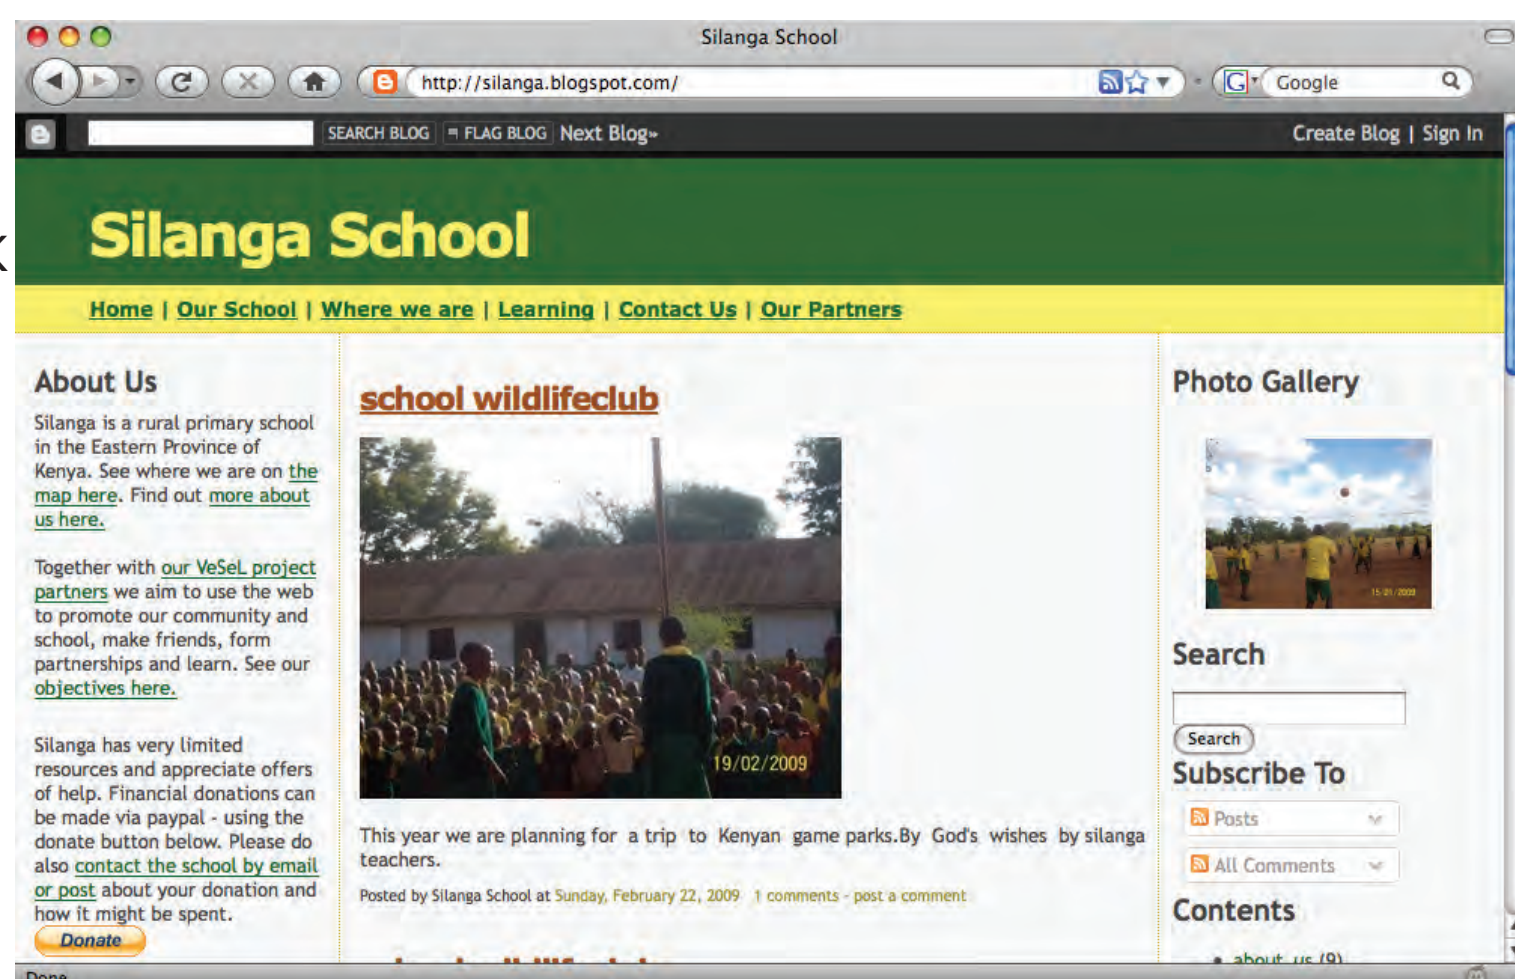 Silanga School
http://silanga.blogspot.com/
Google
SEARCH BLOG FLAG BLOG Next Blog»
Create Blog | Sign In
Silanga School
Home | Our School | Where we are | Learning | Contact Us | Our Partners
About Us
Silanga is a rural primary school
in the Eastern Province of
Kenya. See where we are on the
map here. Find out more about
us here.
Together with our VeSeL project
partners we aim to use the web
to promote our community and
school, make friends, form
partnerships and learn. See our
objectives here.
Silanga has very limited
resources and appreciate offers
of help. Financial donations can
be made via paypal - using the
donate button below. Please do
also contact the school by email
or post about your donation and
how it might be spent.
Donate
school wildlifeclub
19/02/2009
This year we are planning for a trip to Kenyan game parks.By God's wishes by silanga
teachers.
Posted by Silanga School at Sunday, February 22, 2009 1 comments - post a comment
Photo Gallery
15/01/2009
Search
Search
Subscribe To
Posts
All Comments
Contents
about us (9)
Done